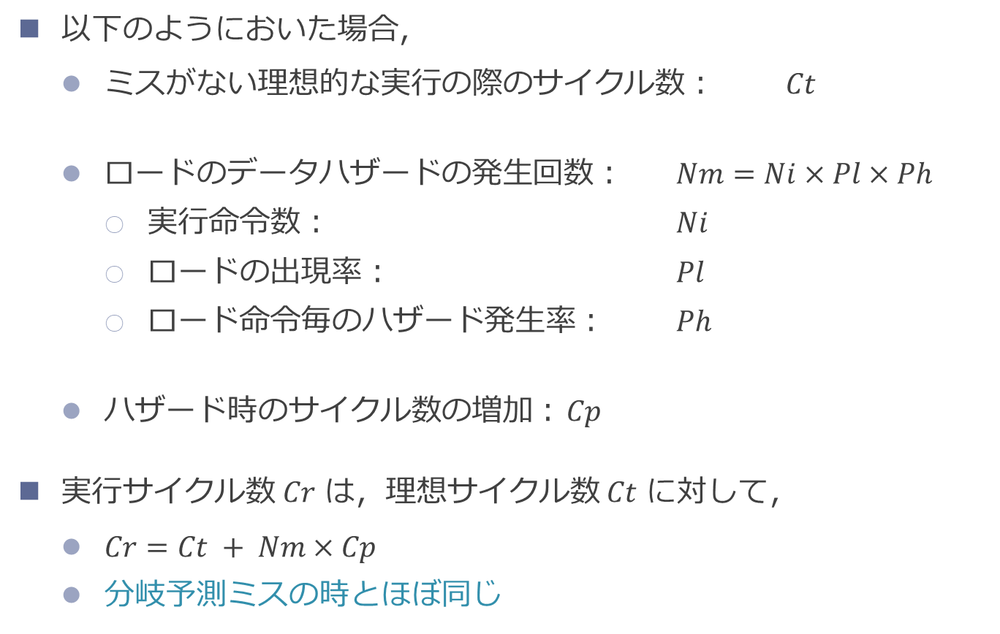 ■ 以下のようにおいた場合，
● ミスがない理想的な実行の際のサイクル数： Ct
● ロードのデータハザードの発生回数： Nm = Ni × Pl × Ph
○ 実行命令数： Ni
○ ロードの出現率： Pl
○ ロード命令毎のハザード発生率： Ph
● ハザード時のサイクル数の増加：Cp
■ 実行サイクル数 Cr は，理想サイクル数 Ct に対して，
● Cr = Ct + Nm × Cp
● 分岐予測ミスの時とほぼ同じ